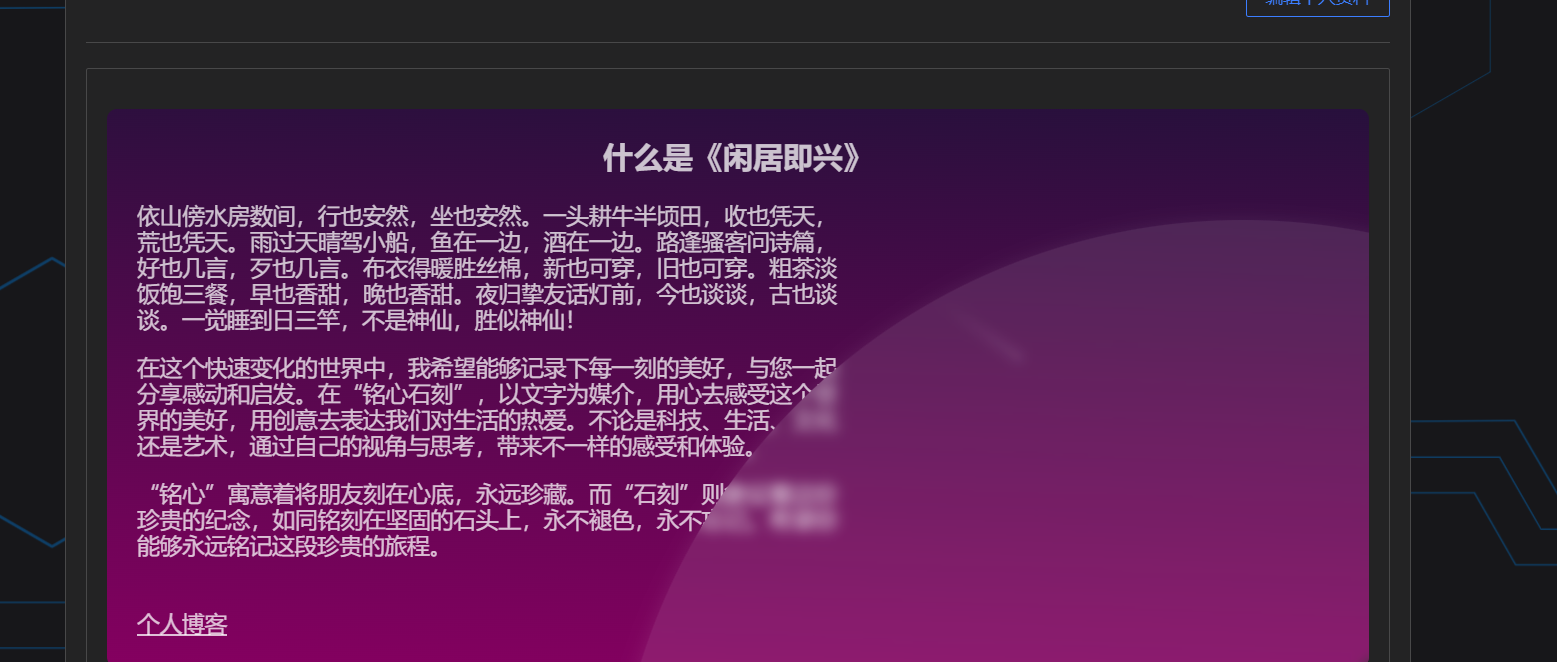 编辑个人资料
什么是《闲居即兴》
依山傍水房数间，行也安然，坐也安然。一头耕牛半顷田，收也凭天，
荒也凭天。雨过天晴驾小船，鱼在一边，酒在一边。路逢骚客问诗篇，
好也几言，歹也几言。布衣得暖胜丝棉，新也可穿，旧也可穿。粗茶淡
饭饱三餐，早也香甜，晚也香甜。夜归挚友话灯前，今也谈谈，古也谈
谈。一觉睡到日三竿，不是神仙，胜似神仙！
在这个快速变化的世界中，我希望能够记录下每一刻的美好，与您一起
分享感动和启发。在“铭心石刻”，以文字为媒介，用心去感受这个
界的美好，用创意去表达我们对生活的热爱。不论是科技、生活、
还是艺术，通过自己的视角与思考，带来不一样的感受和体验。
“铭心”寓意着将朋友刻在心底，永远珍藏。而“石刻”则
珍贵的纪念，如同铭刻在坚固的石头上，永不褪色，永不
能够永远铭记这段珍贵的旅程。
个人博客